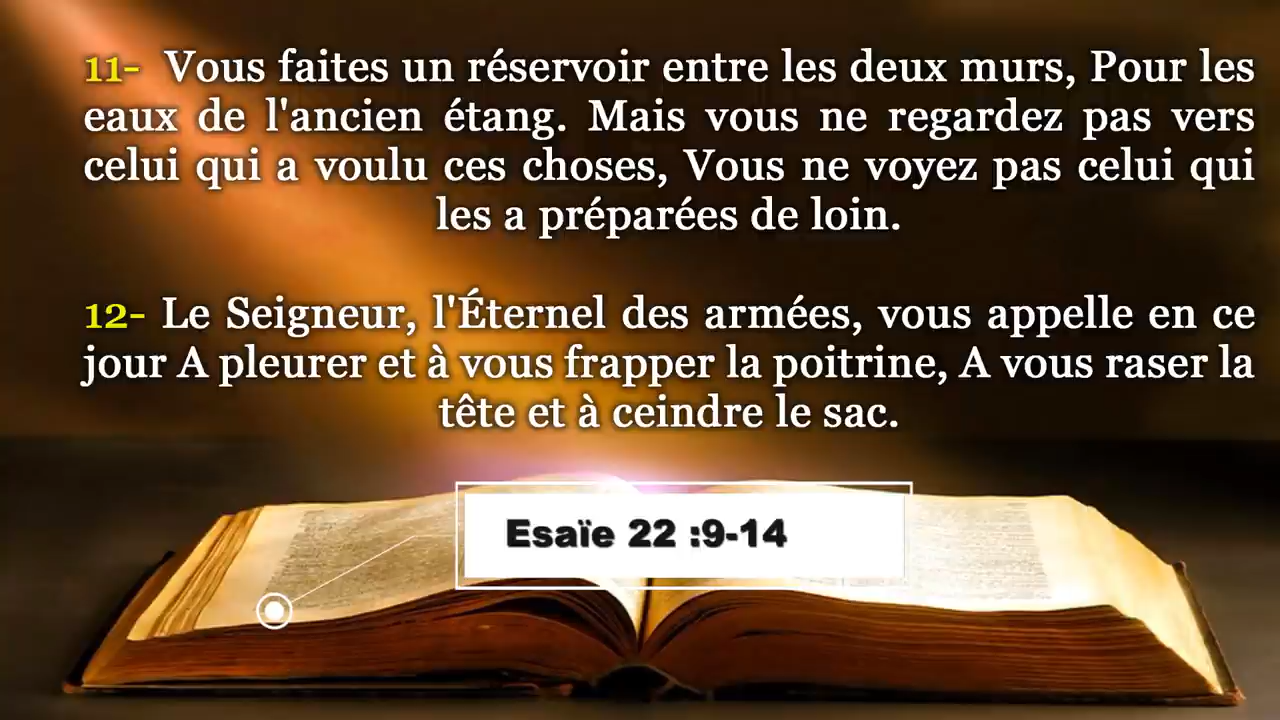 11- Vous faites un réservoir entre les deux murs, Pour les
eaux de l'ancien étang. Mais vous ne regardez pas vers
celui qui a voulu ces choses, Vous ne voyez pas celui qui
les a préparées de loin.
12- Le Seigneur, l'Éternel des armées, vous appelle en ce
jour A pleurer et à vous frapper la poitrine, A vous raser la
tête et à ceindre le sac.
Esaïe 22 :9-14